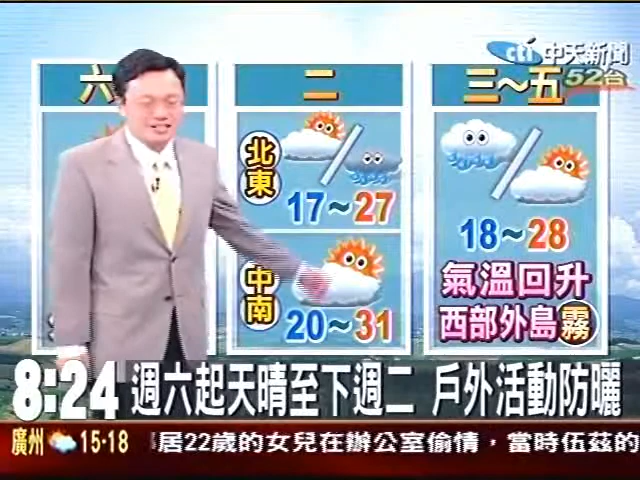 cti 中天新聞
52台
六
二
三～五
北東
17～27
18～28
中南
20～31
氣溫回升
西部外島霧
8:24 週六起天晴至下週二 戶外活動防曬
廣州 15-18 居22歲的女兒在辦公室偷情，當時伍茲的